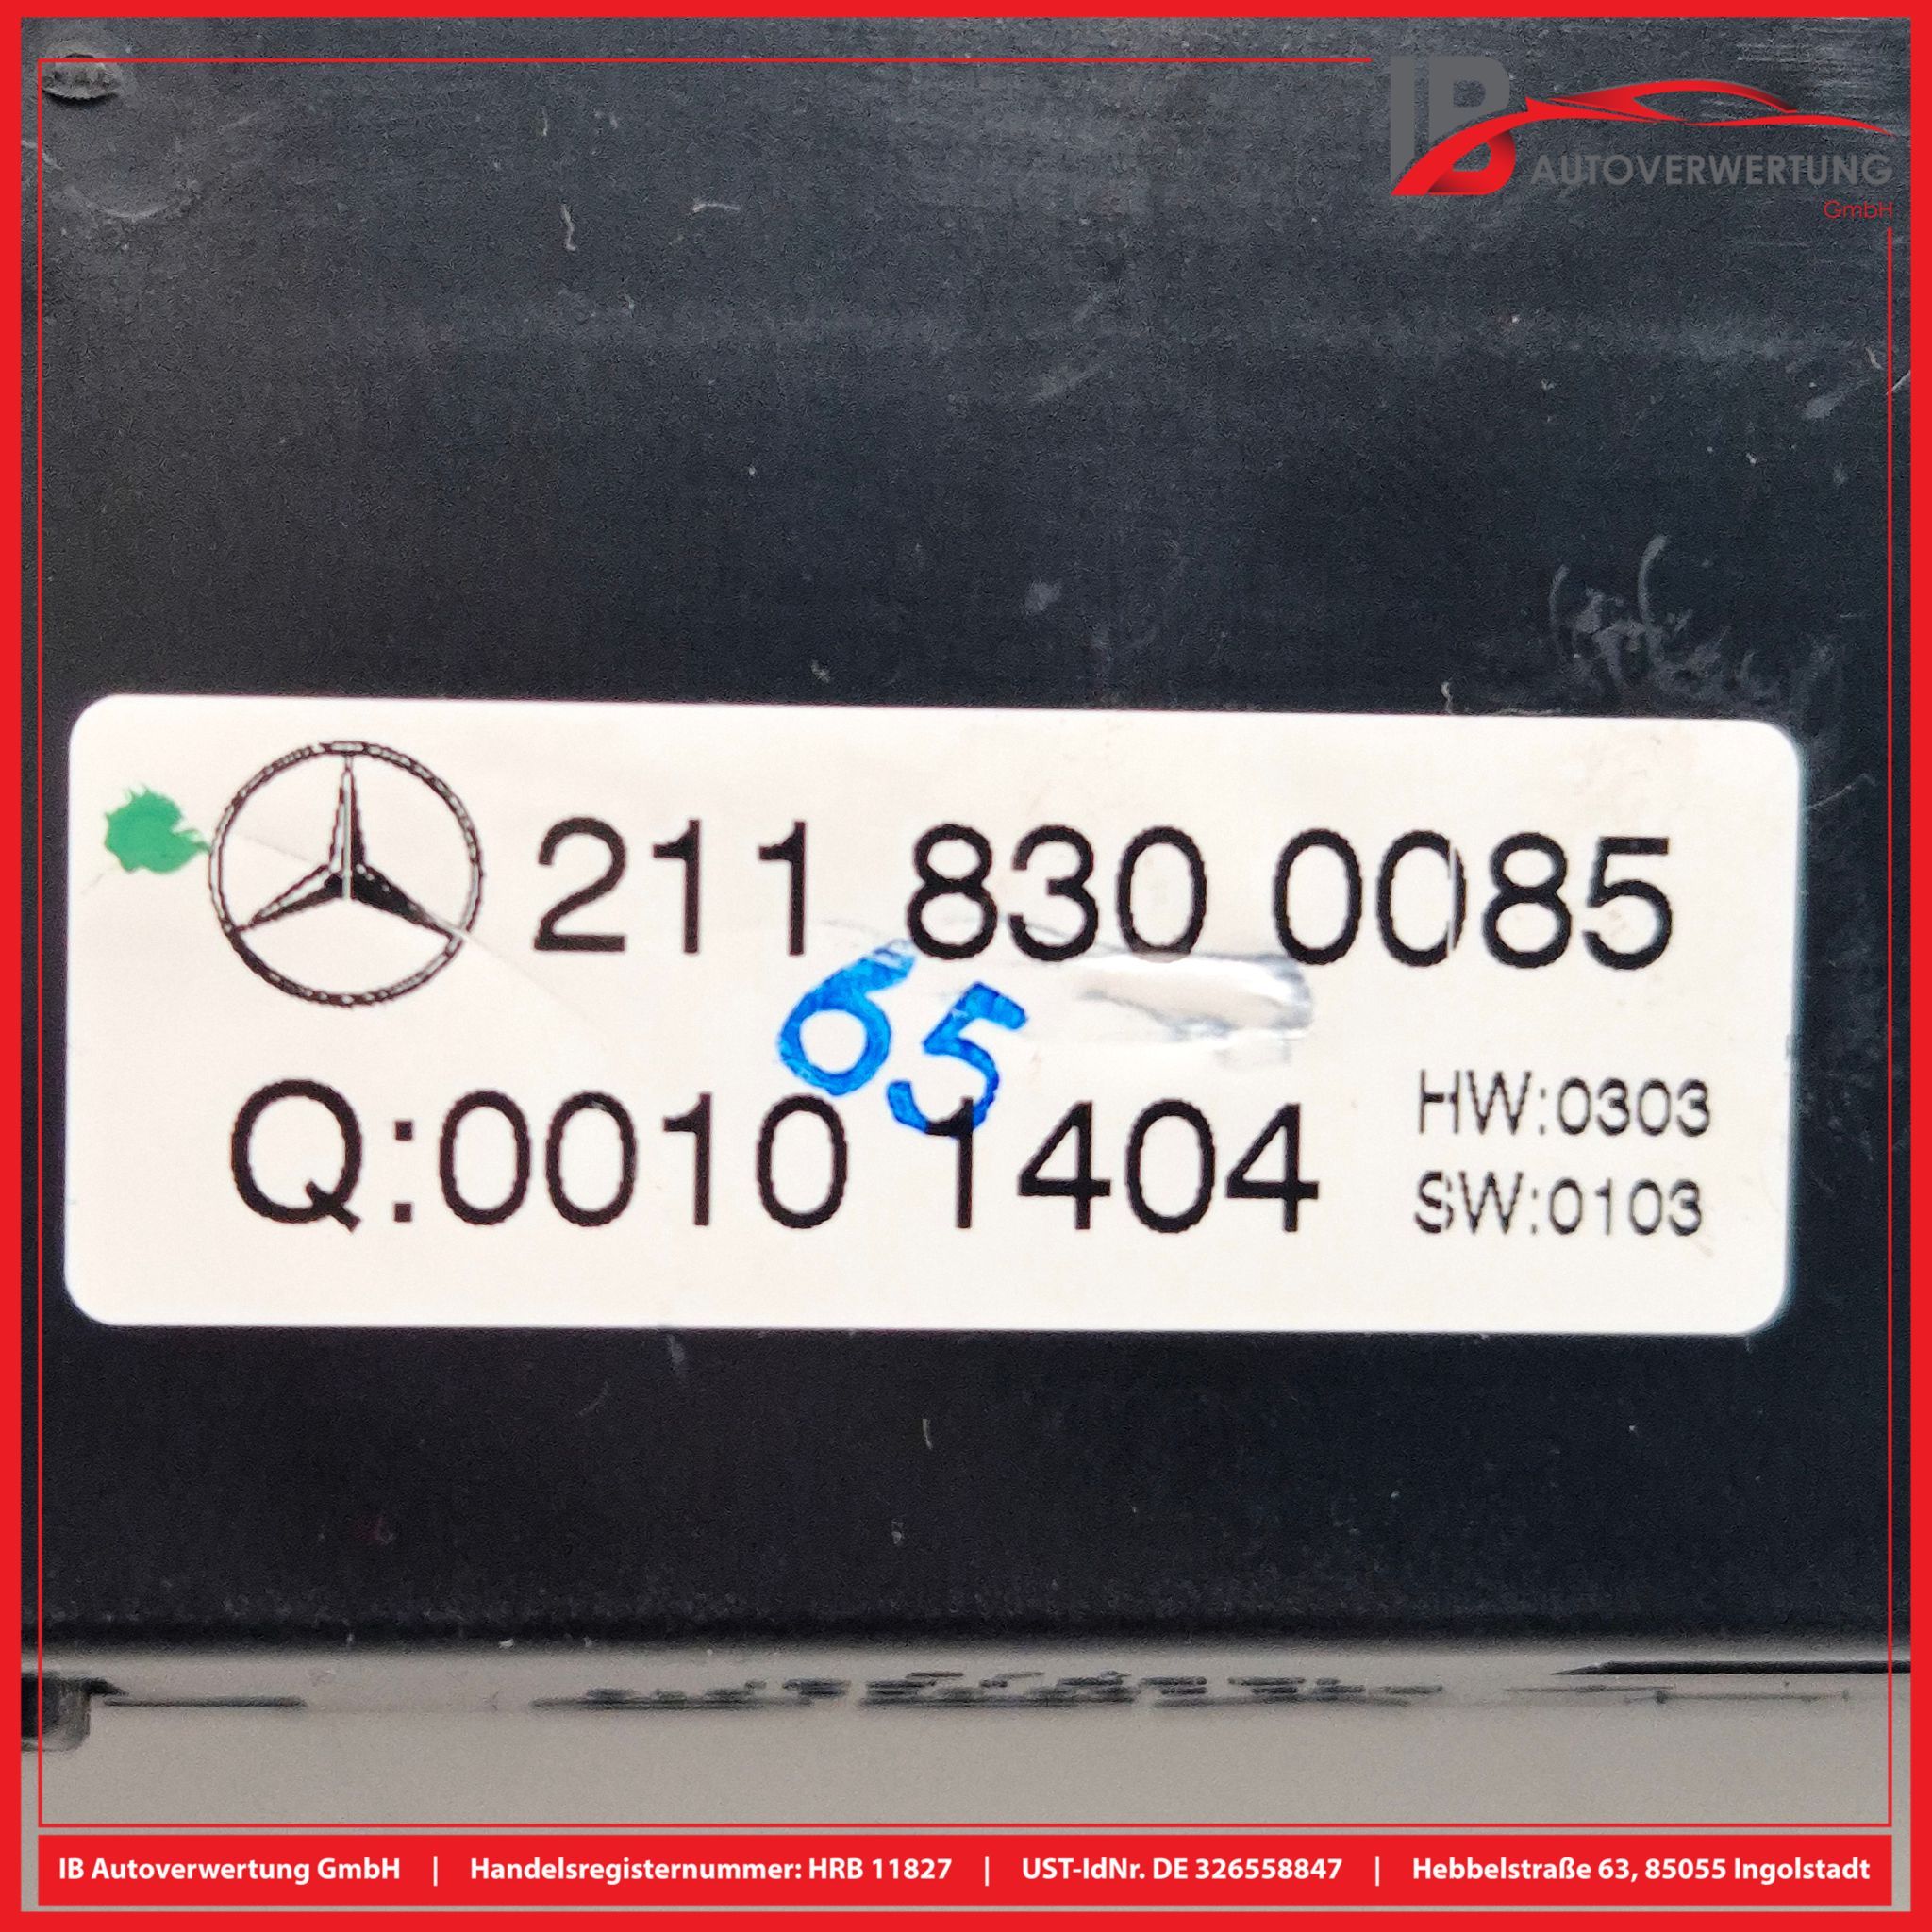 IB
AUTOVERWERTUNG
GmbH
211 830 0085
65
Q:0010 1404
HW:0303
SW:0103
IB Autoverwertung GmbH | Handelsregisternummer: HRB 11827 | UST-IdNr. DE 326558847 | Hebbelstraße 63, 85055 Ingolstadt